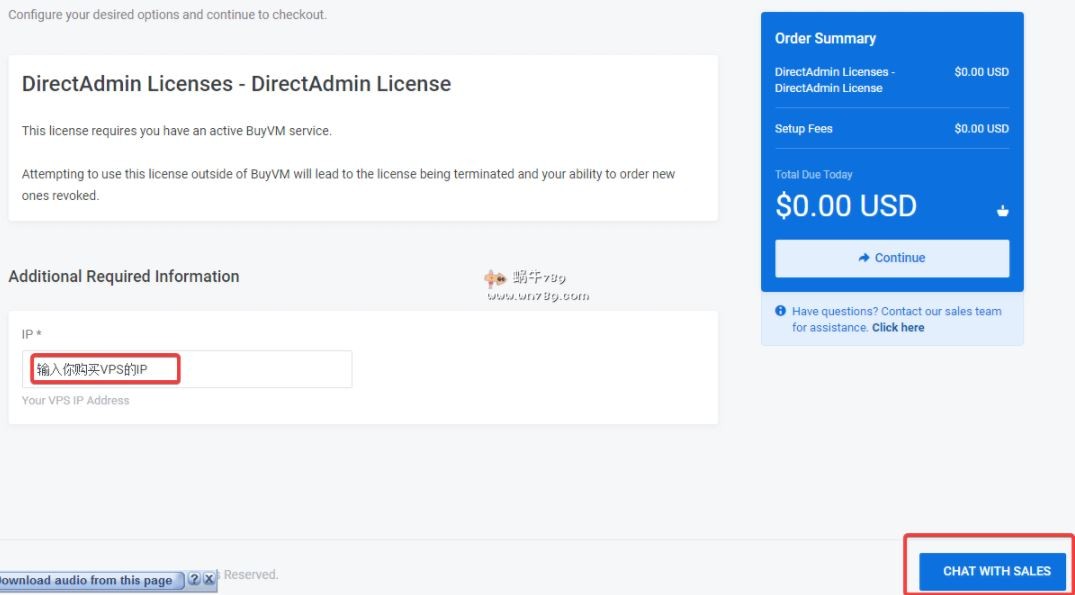 Configure your desired options and continue to checkout.
DirectAdmin Licenses - DirectAdmin License
This license requires you have an active BuyVM service.
Attempting to use this license outside of BuyVM will lead to the license being terminated and your ability to order new
ones revoked.
Additional Required Information
蜗牛789
www.wn789.com
IP *
输入你购买VPS的IP
Your VPS IP Address
Order Summary
DirectAdmin Licenses -
DirectAdmin License
$0.00 USD
Setup Fees
$0.00 USD
Total Due Today
$0.00 USD
Continue
Have questions? Contact our sales team
for assistance. Click here
ownload audio from this page
? X
s Reserved.
CHAT WITH SALES